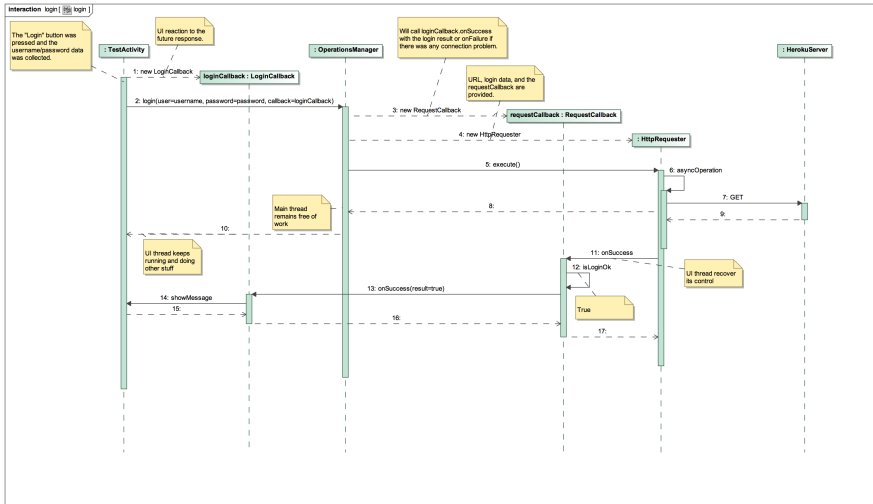 interaction login [ login ]
The "Login" button was
pressed and the
username/password data
was collected.
UI reaction to the
future response.
Will call loginCallback.onSuccess
with the login result or onFailure if
there was any connection problem.
: TestActivity
: OperationsManager
: HerokuServer
1: new LoginCallback
loginCallback : LoginCallback
URL, login data, and the
requestCallback are
provided.
2: login(user=username, password=password, callback=loginCallback)
3: new RequestCallback
requestCallback : RequestCallback
4: new HttpRequester
: HttpRequester
5: execute()
6: asyncOperation
7: GET
Main thread
remains free of
work
8:
9:
10:
UI thread keeps
running and doing
other stuff
11: onSuccess
12: isLoginOk
UI thread recover
its control
13: onSuccess(result=true)
14: showMessage
True
15:
16:
17: